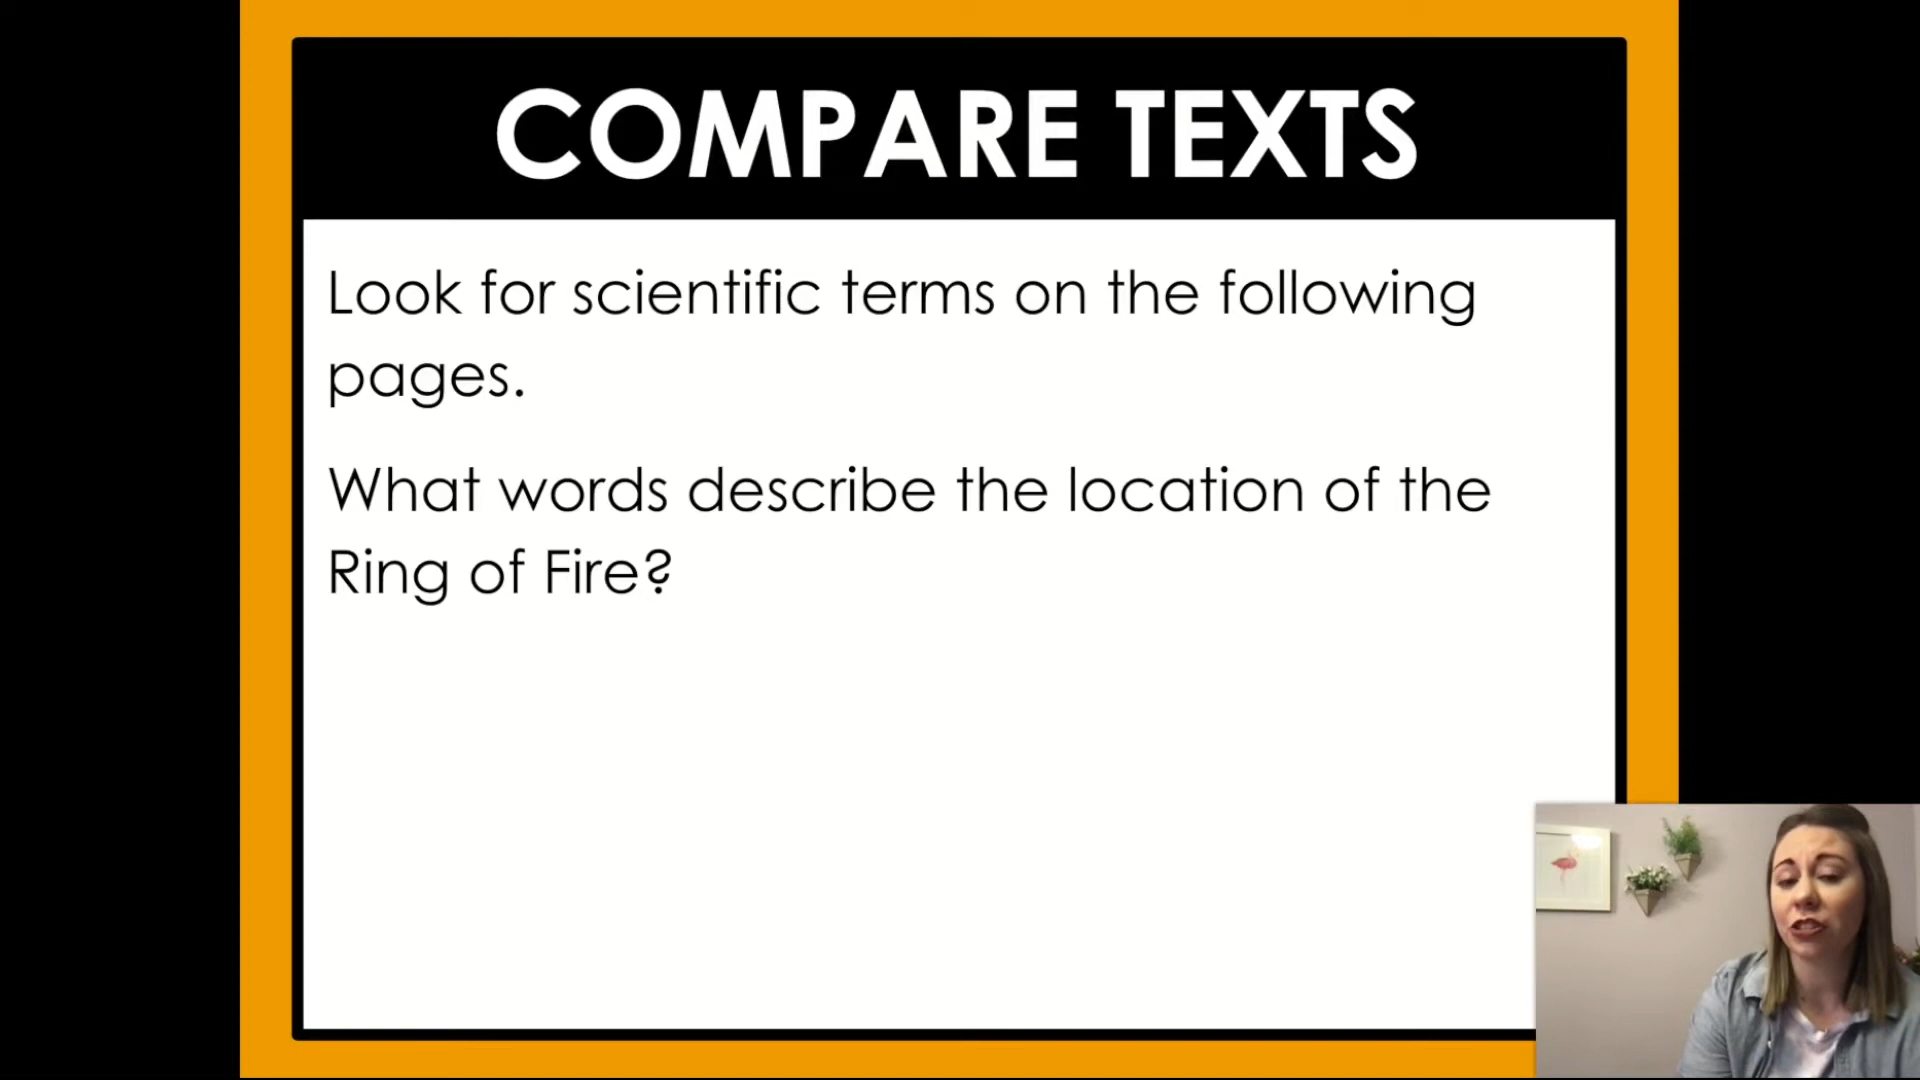 COMPARE TEXTS
Look for scientific terms on the following
pages.
What words describe the location of the
Ring of Fire?